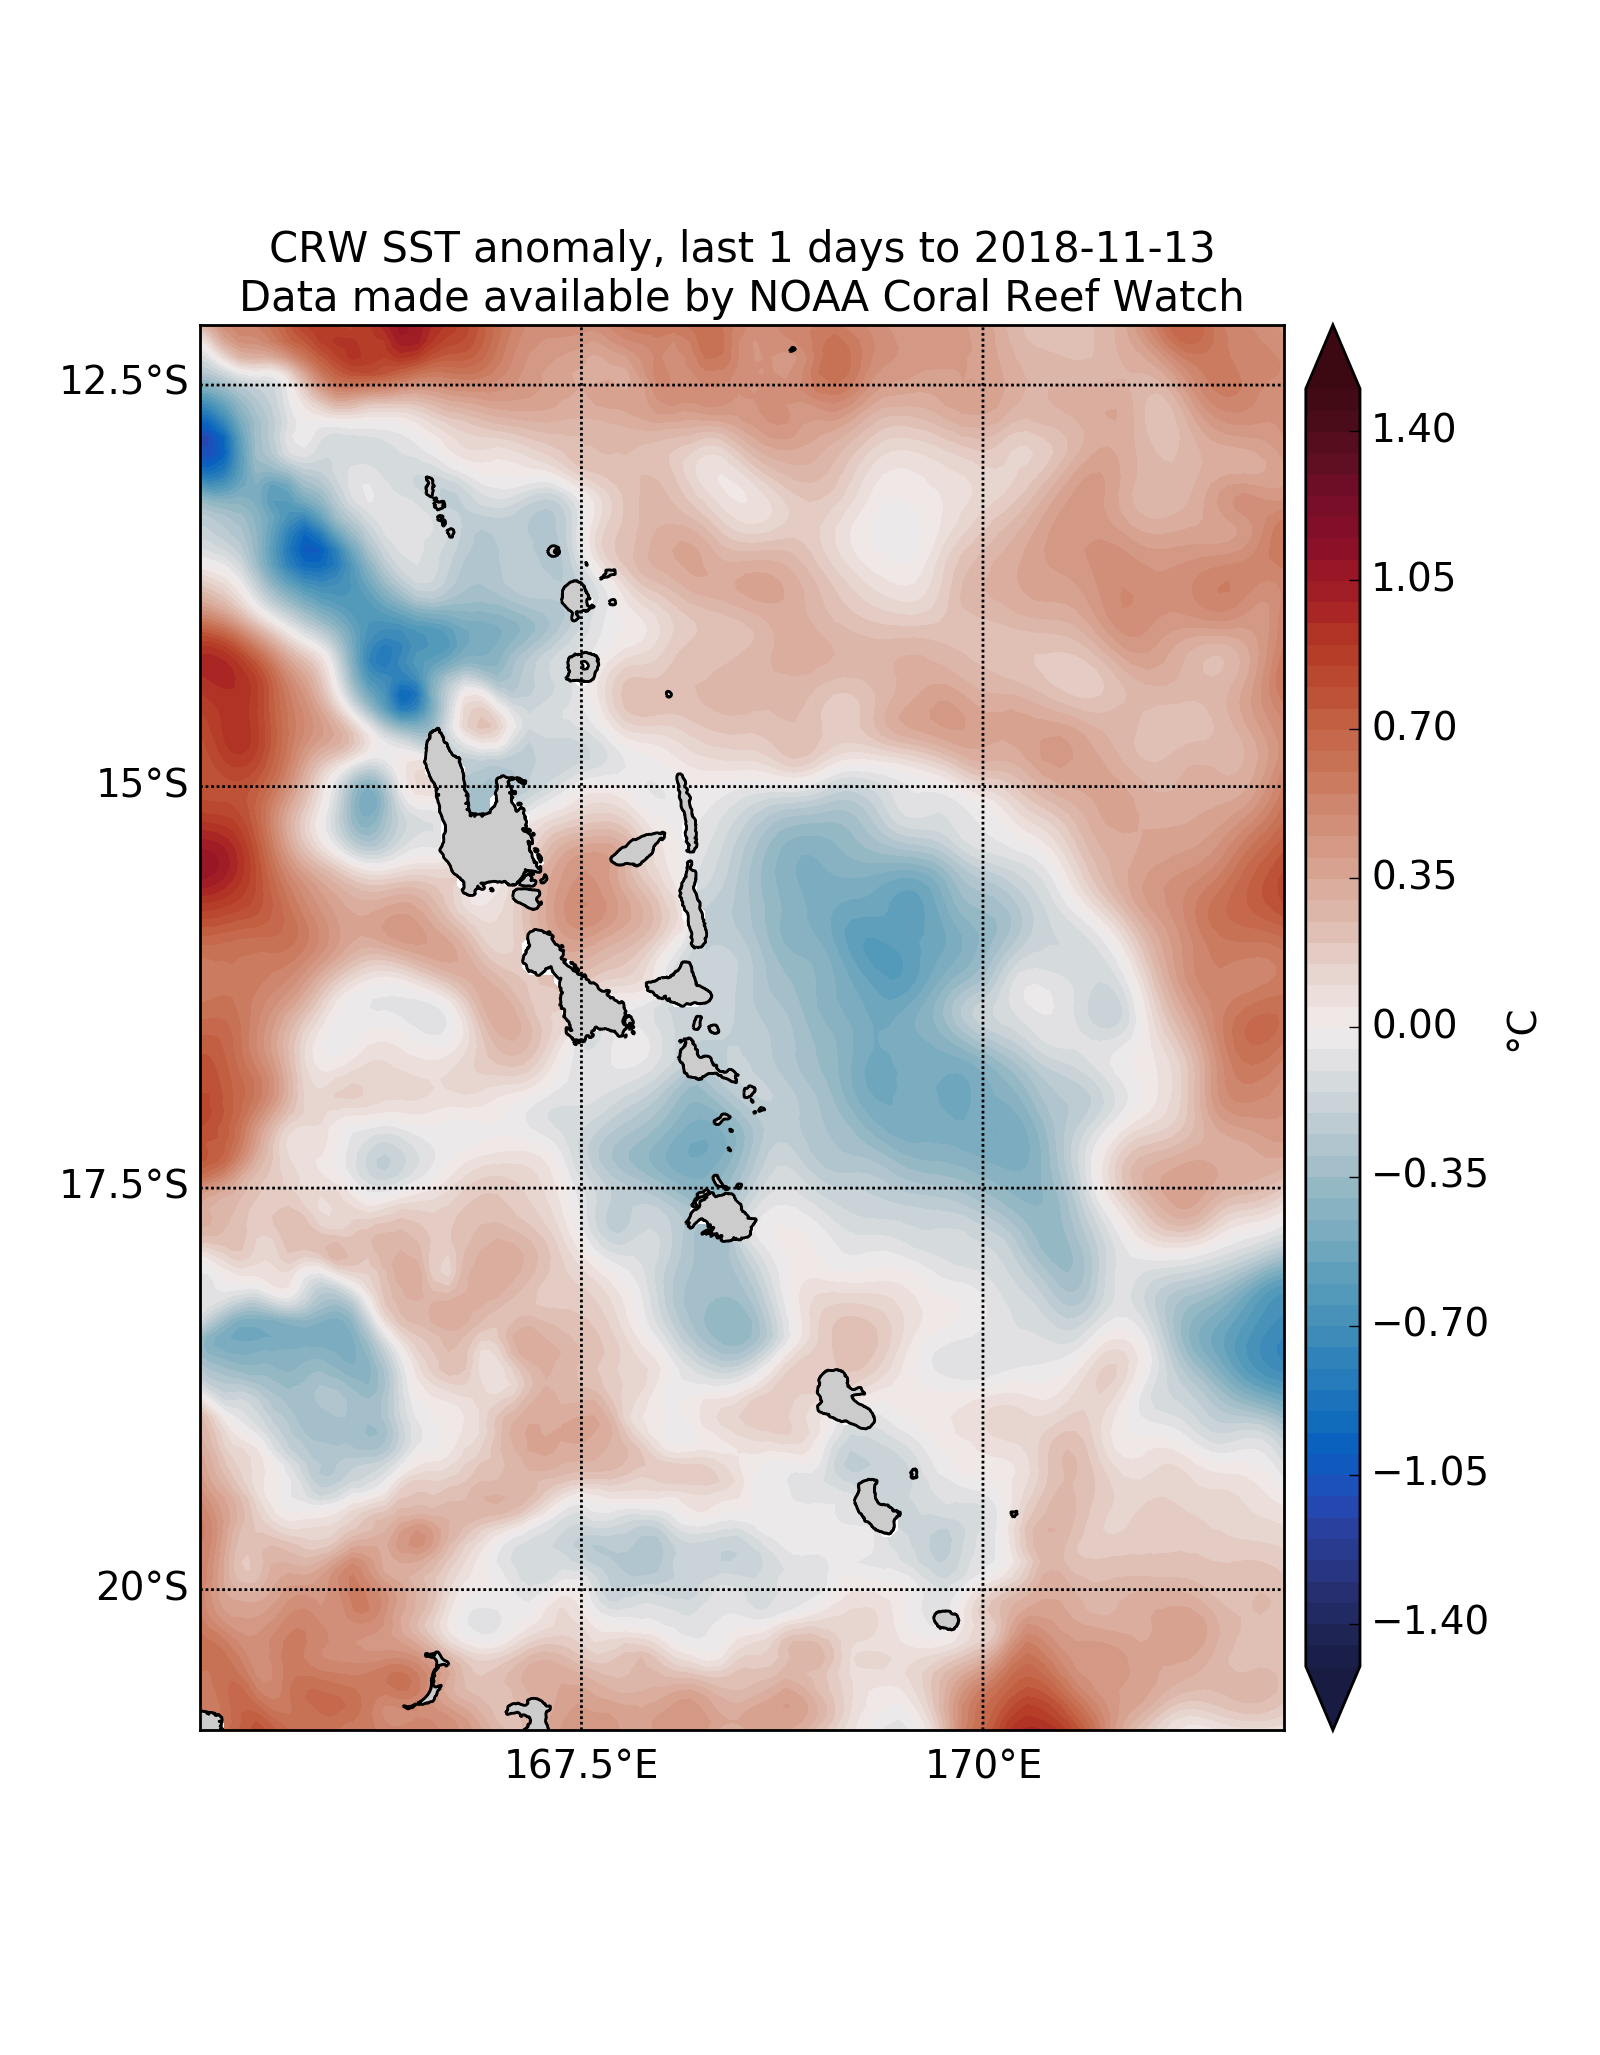 CRW SST anomaly, last 1 days to 2018-11-13
Data made available by NOAA Coral Reef Watch
12.5°S
15°S
17.5°S
20°S
167.5°E
170°E
1.40
1.05
0.70
0.35
0.00
−0.35
−0.70
−1.05
−1.40
°C